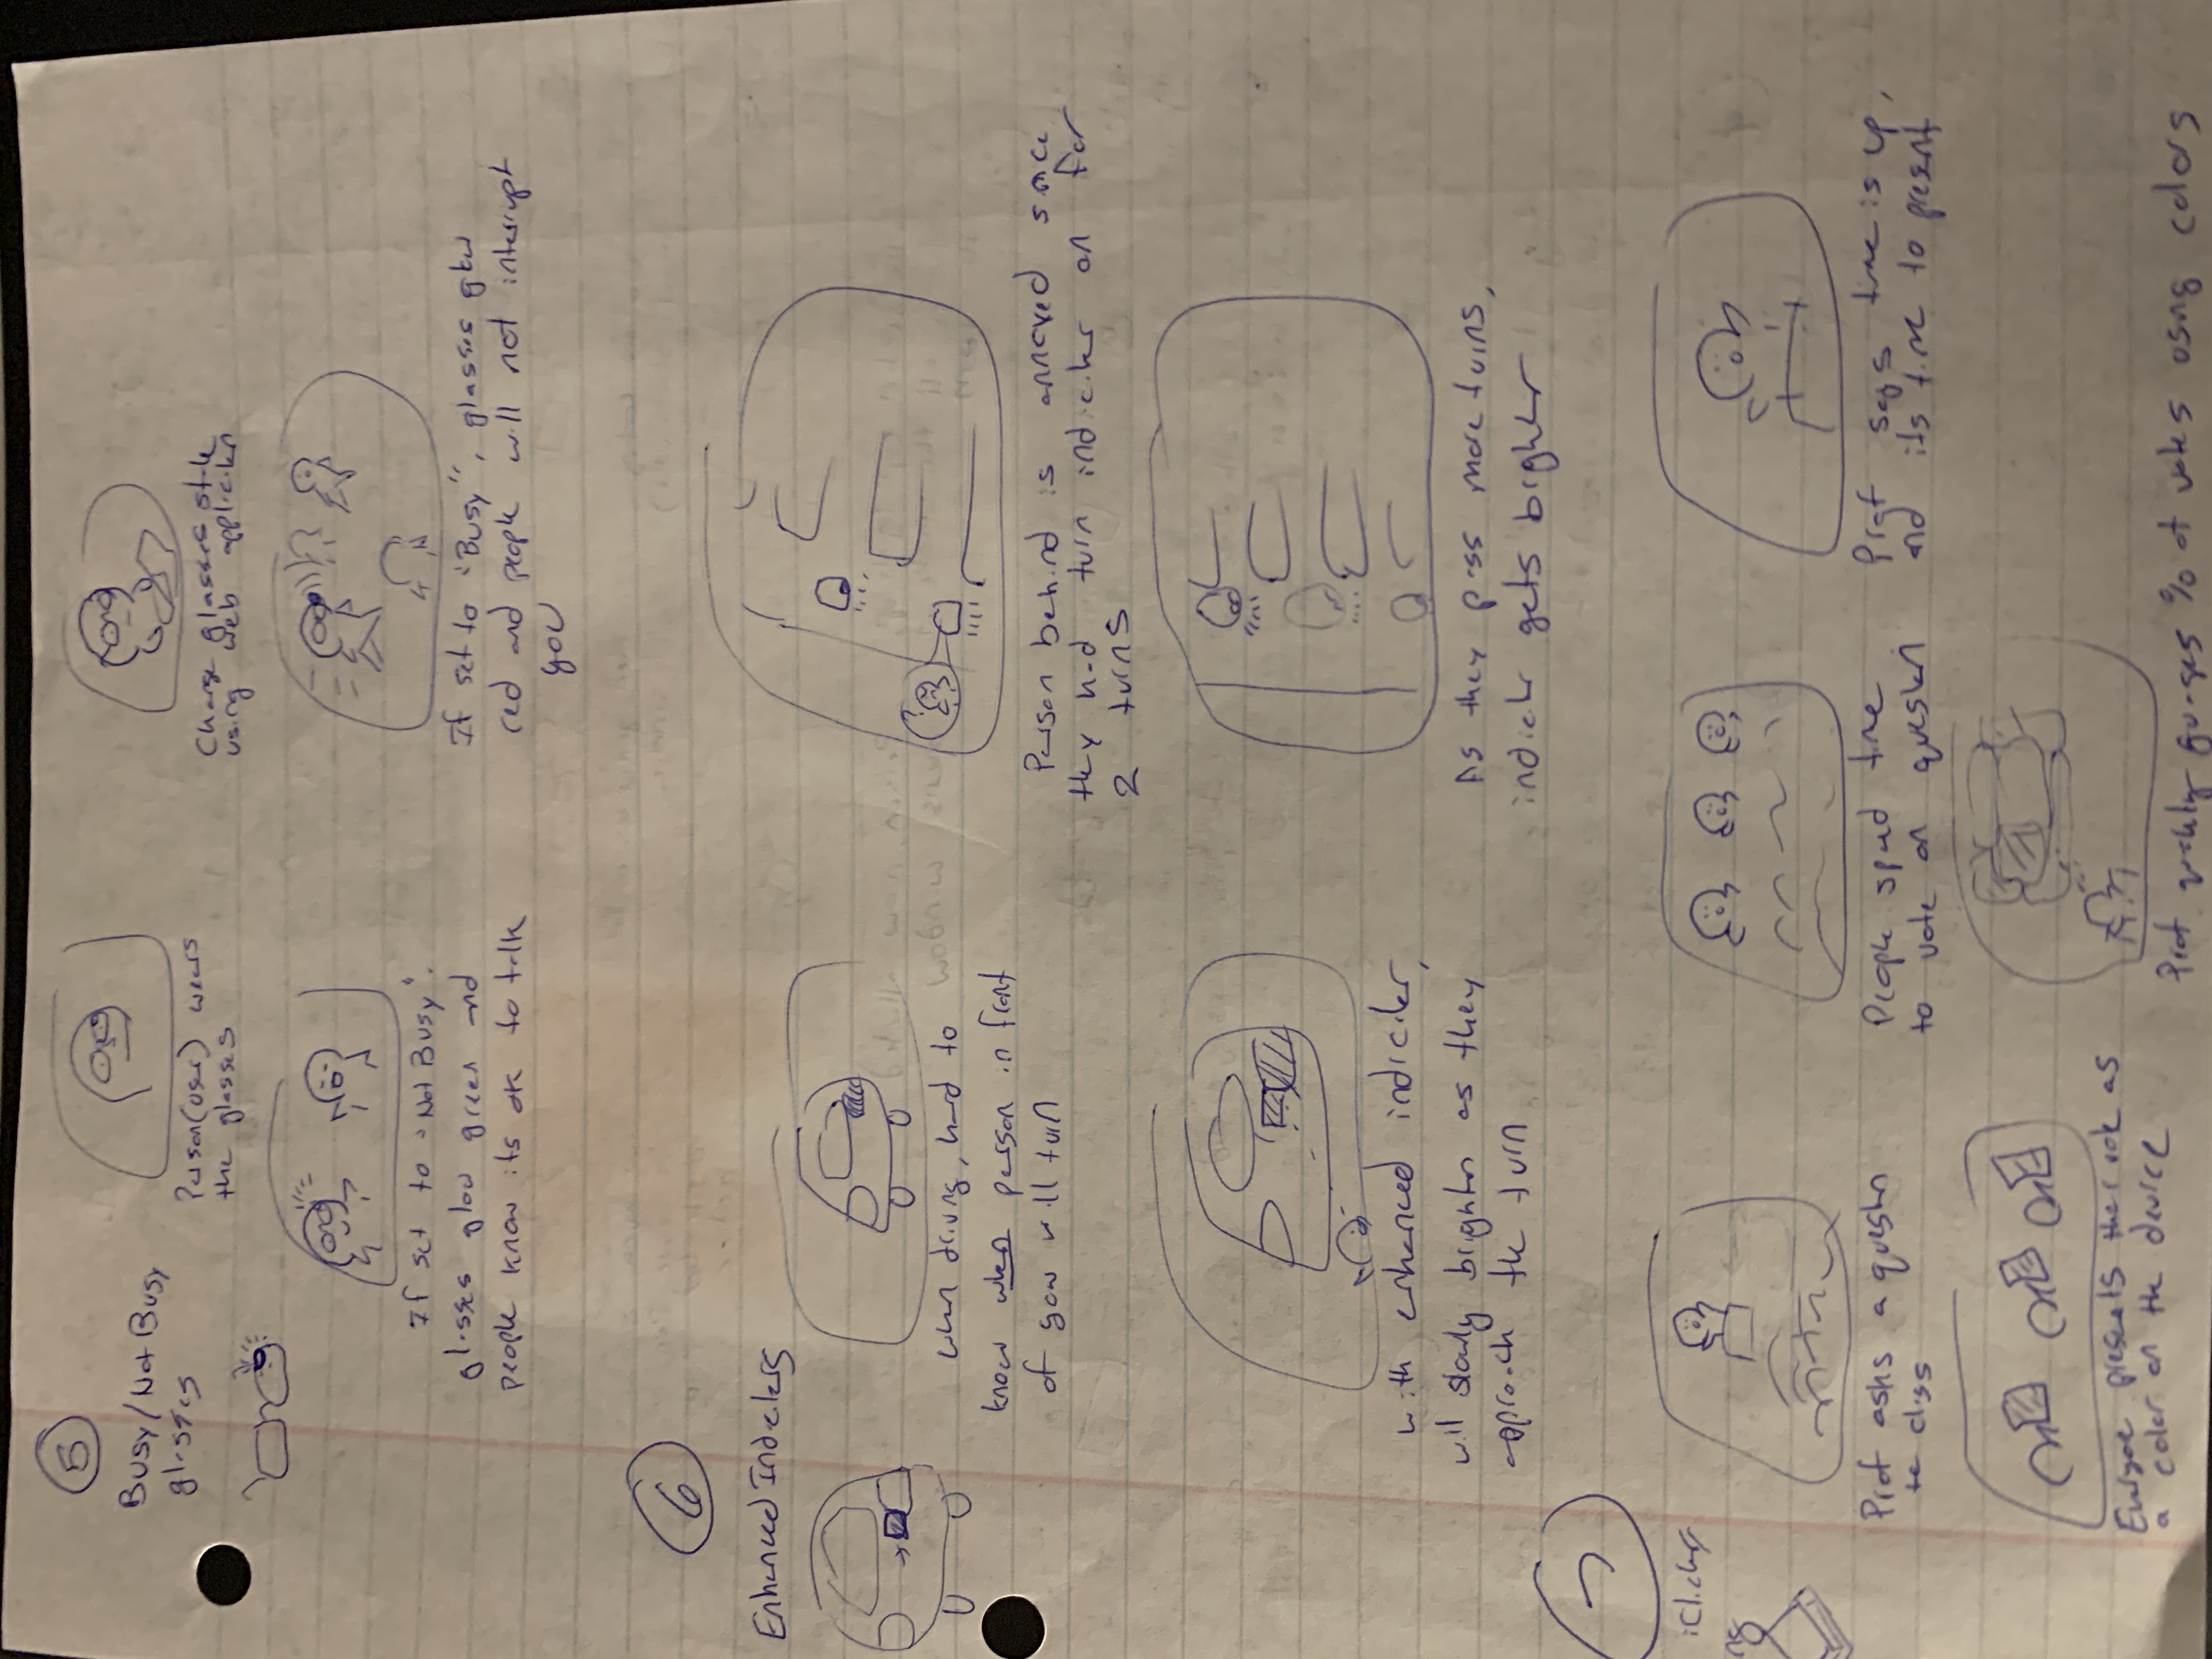 5
Busy/Not Busy
glasses
Person(user) wears
the glasses
Change glasses state
using web application
If set to "Not Busy".
glasses glow green and
people know its ok to talk
If set to "Busy", glasses glow
red and people will not interrupt
you
6
Enhanced Indicators
when driving, hard to
know when person in front
of you will turn
Person behind is annoyed since
they had turn indicator on for
2 turns
with enhanced indicator,
will slowly brighten as they
approach the turn
As they pass more turns,
indicator gets brighter
7
iClickers
Prof asks a question
to class
People spend time
to vote on question
Prof says time is up,
and its time to present
Everyone presents their vote as
a color on the device
Prof quickly guages % of votes using colors